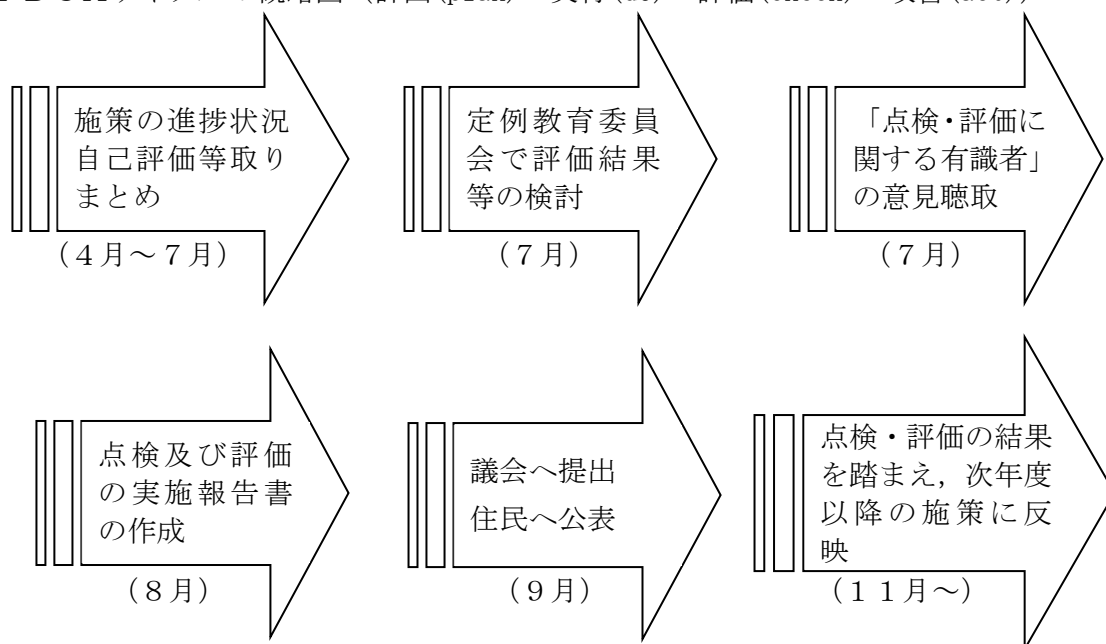 施策の進捗状況
自己評価等取り
まとめ
(4月~7月)
定例教育委員
会で評価結果
等の検討
(7月)
「点検・評価に
関する有識者」
の意見聴取
(7月)
点検及び評価
の実施報告書
の作成
(8月)
議会へ提出
住民へ公表
(9月)
点検・評価の結果
を踏まえ,次年度
以降の施策に反
映
(11月~)